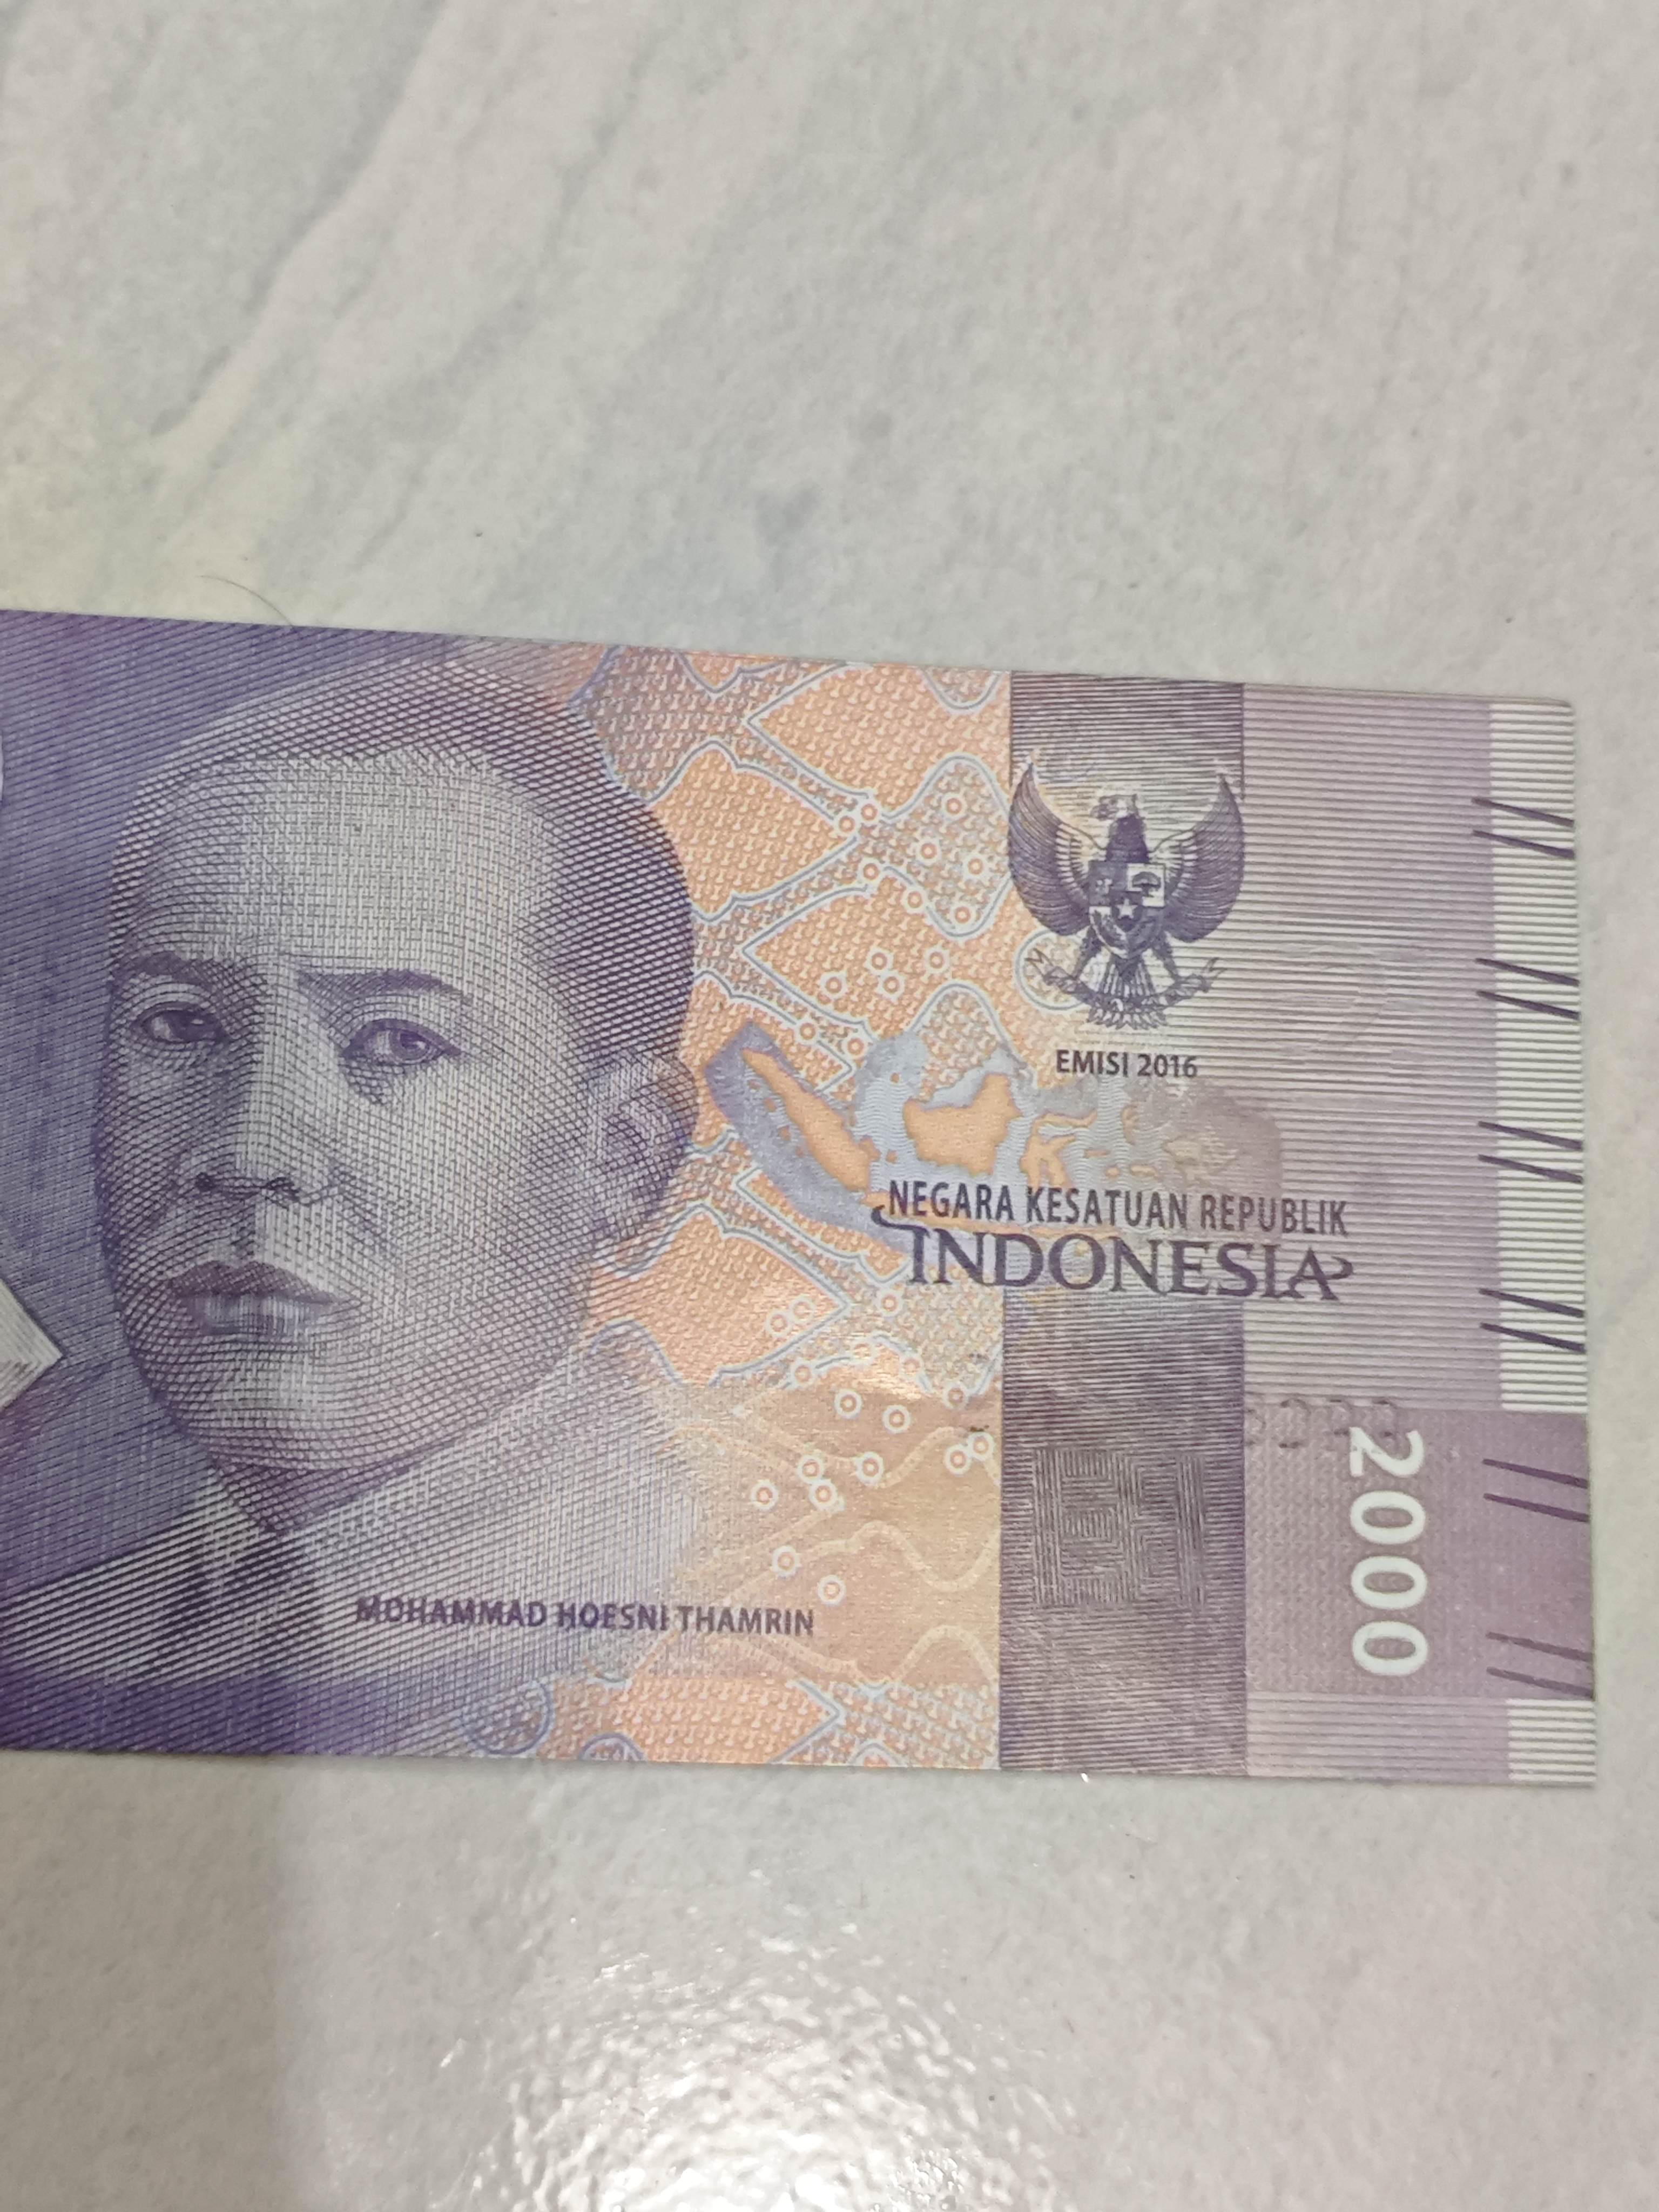 EMISI 2016
NEGARA KESATUAN REPUBLIK
INDONESIA
2000
MOHAMMAD HOESNI THAMRIN